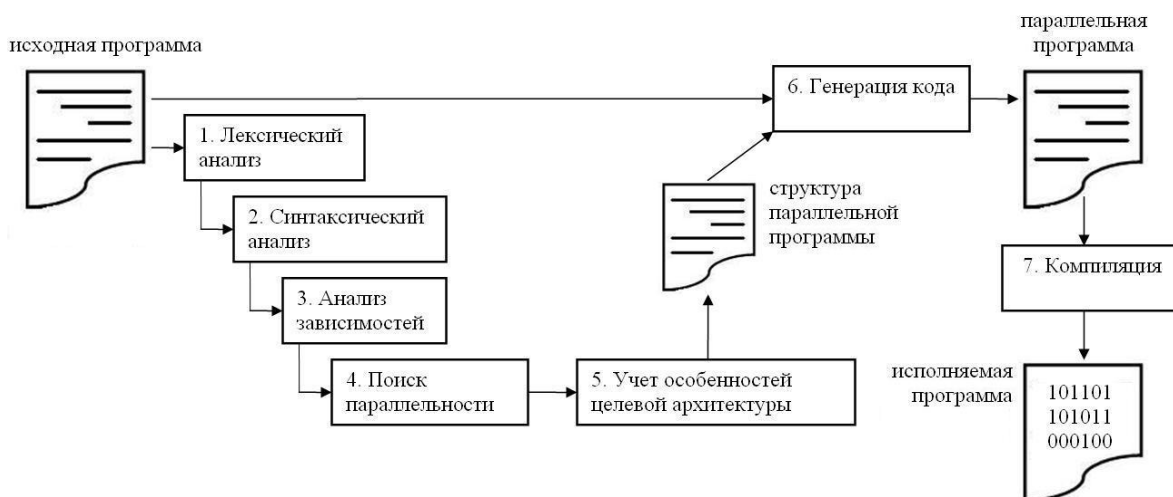 исходная программа
параллельная
программа
6. Генерация кода
1. Лексический
анализ
2. Синтаксический
анализ
структура
параллельной
программы
3. Анализ
зависимостей
7. Компиляция
4. Поиск
параллельности
5. Учет особенностей
целевой архитектуры
исполняемая
программа
101101
101011
000100